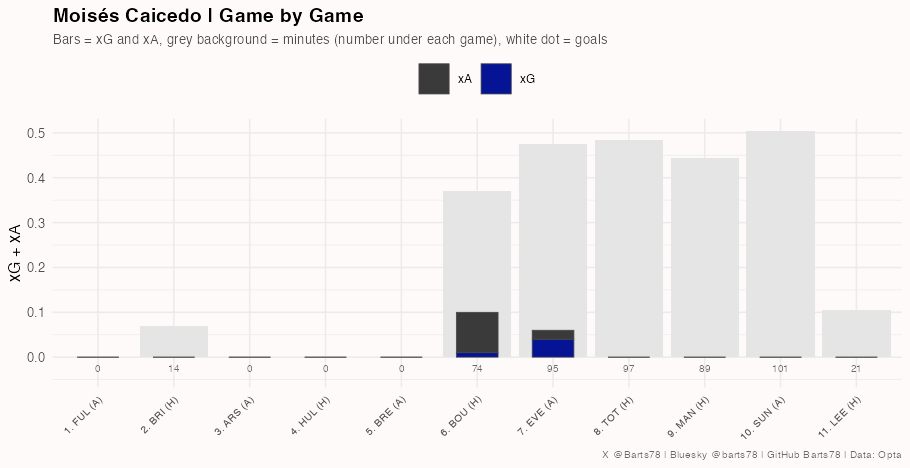 Moisés Caicedo | Game by Game
Bars = xG and xA, grey background = minutes (number under each game), white dot = goals
xA xG
xG + xA
0.5
0.4
0.3
0.2
0.1
0.0
0 14 0 0 0 74 95 97 89 101 21
1. FUL (A) 2. BRI (H) 3. ARS (A) 4. HUL (H) 5. BRE (A) 6. BOU (H) 7. EVE (A) 8. TOT (H) 9. MAN (H) 10. SUN (A) 11. LEE (H)
X @Barts78 | Bluesky @barts78 | GitHub Barts78 | Data: Opta